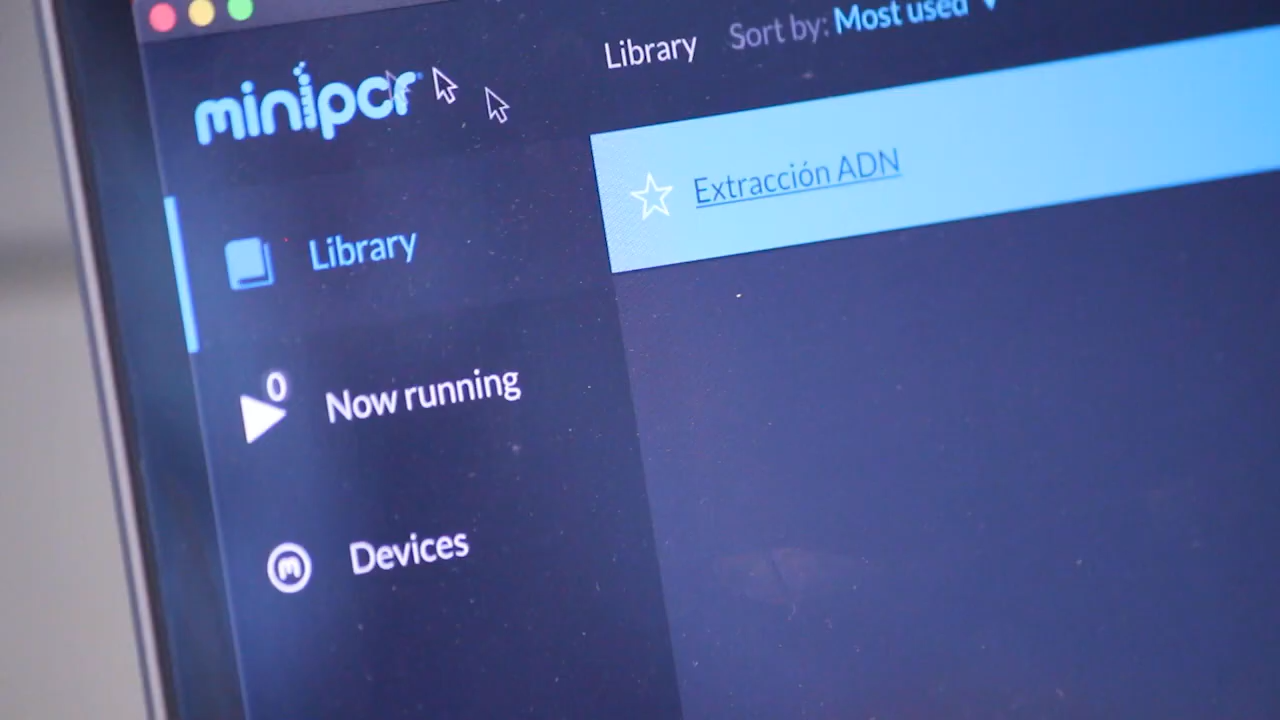 minipcr
Library
Sort by: Most used
Extracción ADN
Library
0
Now running
Devices